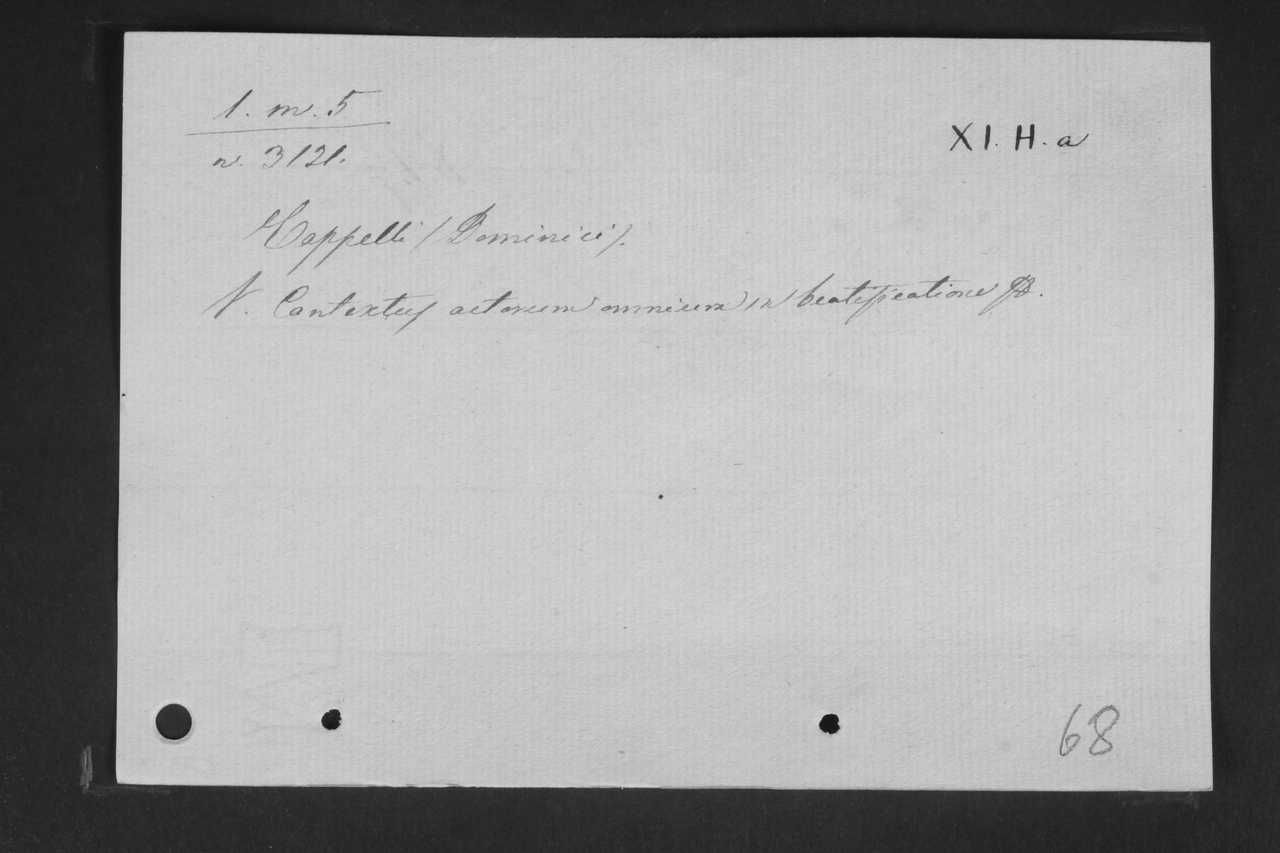 1. m. 5
XI. H. a
n. 3121.
Cappelli (Dominici).
V. Contextus actorum omnium in beatificatione
68